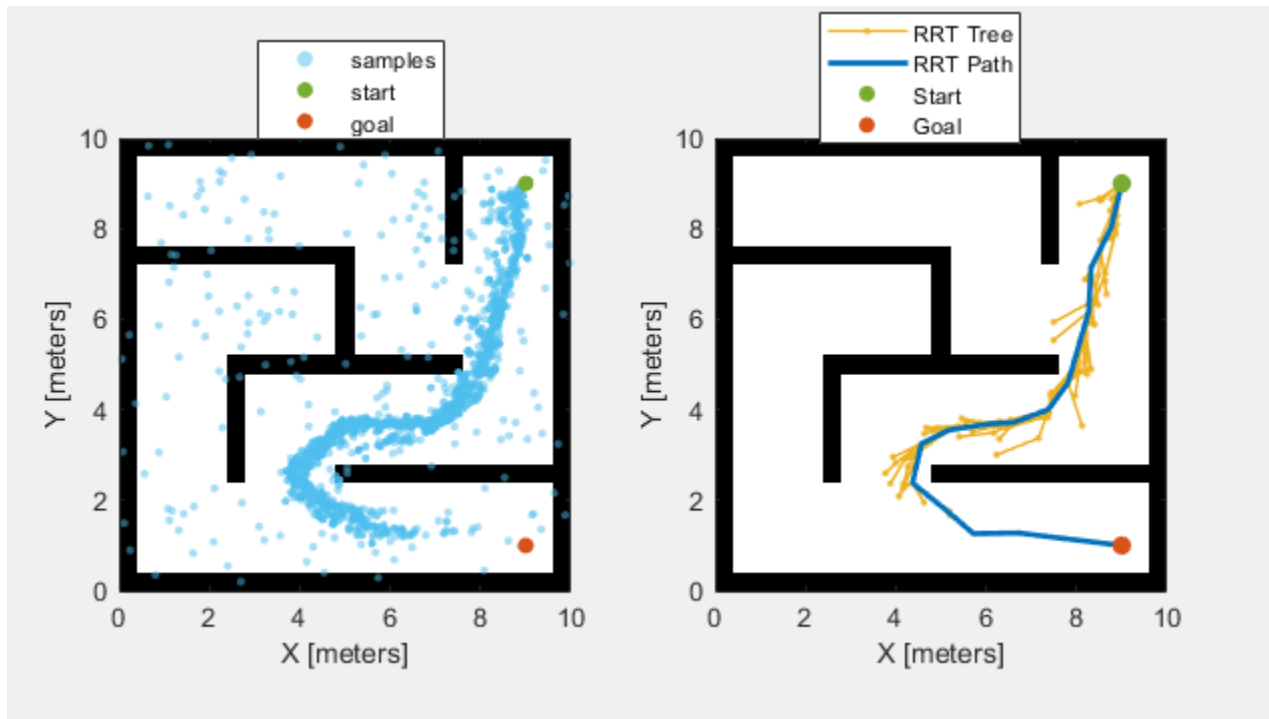 samples
start
goal
10
8
6
4
2
0
Y [meters]
0 2 4 6 8 10
X [meters]
RRT Tree
RRT Path
Start
Goal
10
8
6
4
2
0
Y [meters]
0 2 4 6 8 10
X [meters]